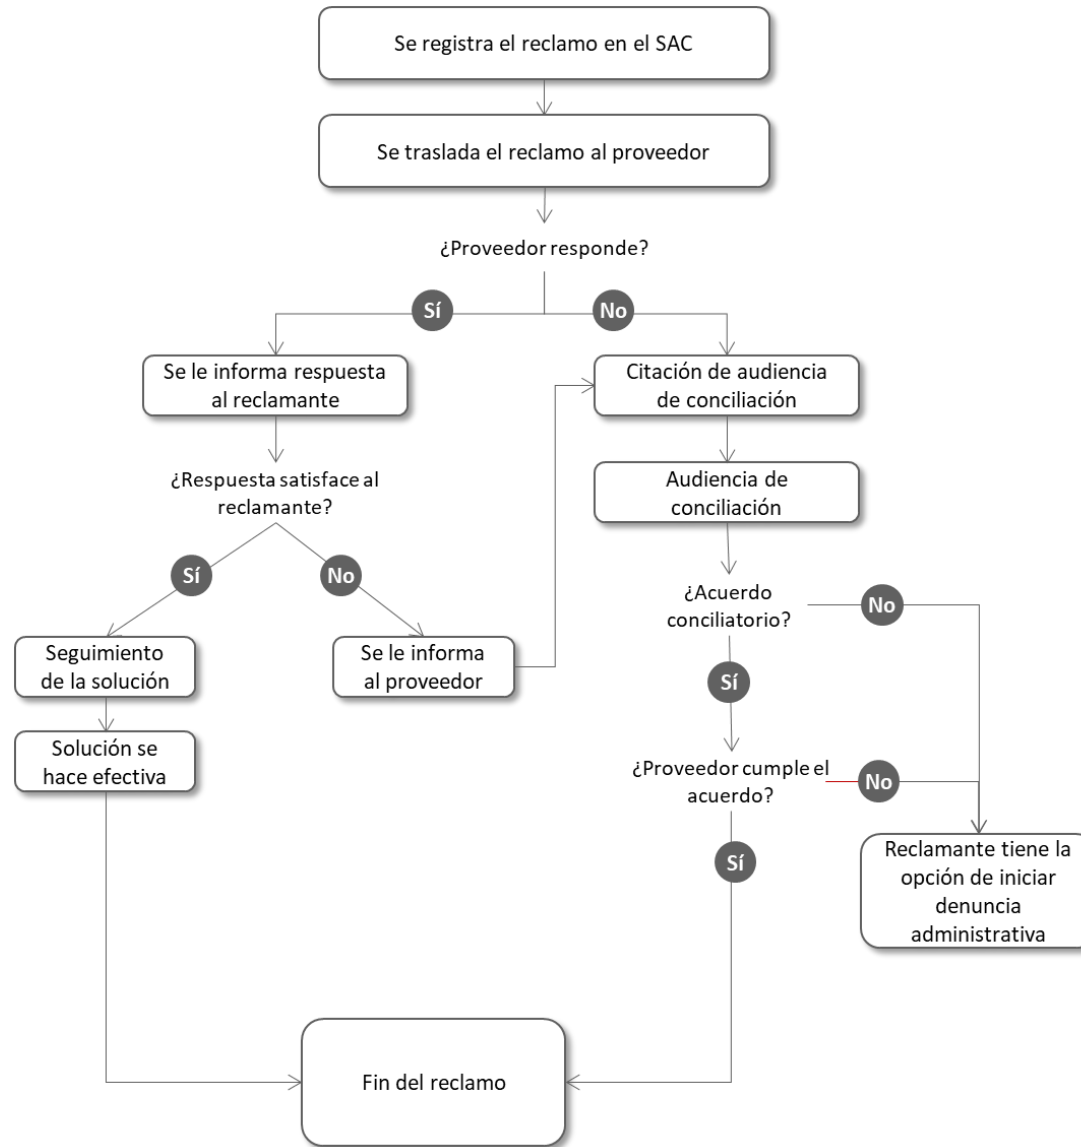 Se registra el reclamo en el SAC
Se traslada el reclamo al proveedor
¿Proveedor responde?
Sí
No
Se le informa respuesta
al reclamante
Citación de audiencia
de conciliación
¿Respuesta satisface al
reclamante?
Audiencia de
conciliación
Sí
No
¿Acuerdo
conciliatorio?
No
Seguimiento
de la solución
Se le informa
al proveedor
Sí
Solución se
hace efectiva
¿Proveedor cumple el
acuerdo?
No
Sí
Reclamante tiene la
opción de iniciar
denuncia
administrativa
Fin del reclamo